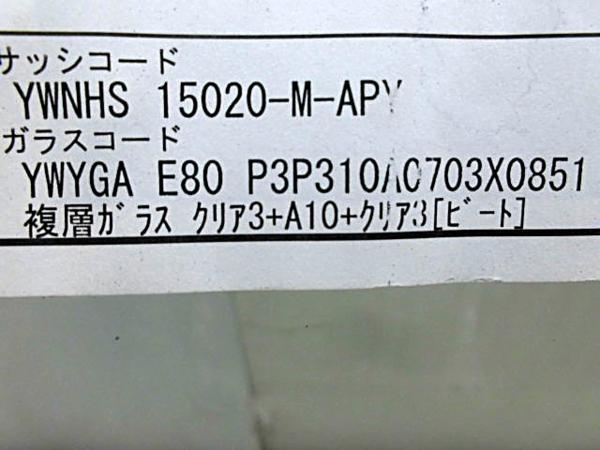 サッシコード
YWNHS 15020-M-APY
ガラスコード
YWYGA E80 P3P310A0703X0851
複層ガラス クリア3+A10+クリア3[ビート]